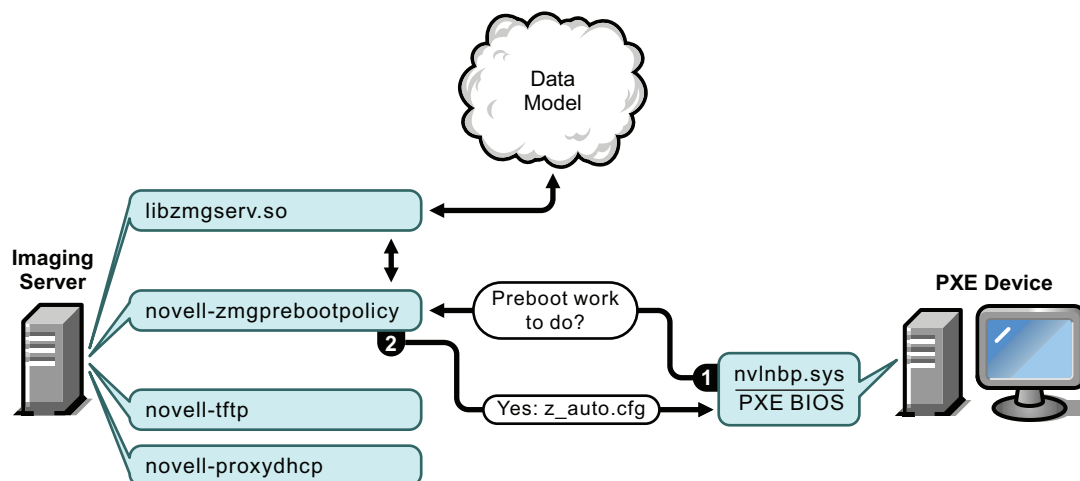 Data
Model
libzmgserv.so
Imaging
Server
PXE Device
novell-zmgprebootpolicy
Preboot work
to do?
2
1
nvlnbp.sys
PXE BIOS
novell-tftp
Yes: z_auto.cfg
novell-proxydhcp